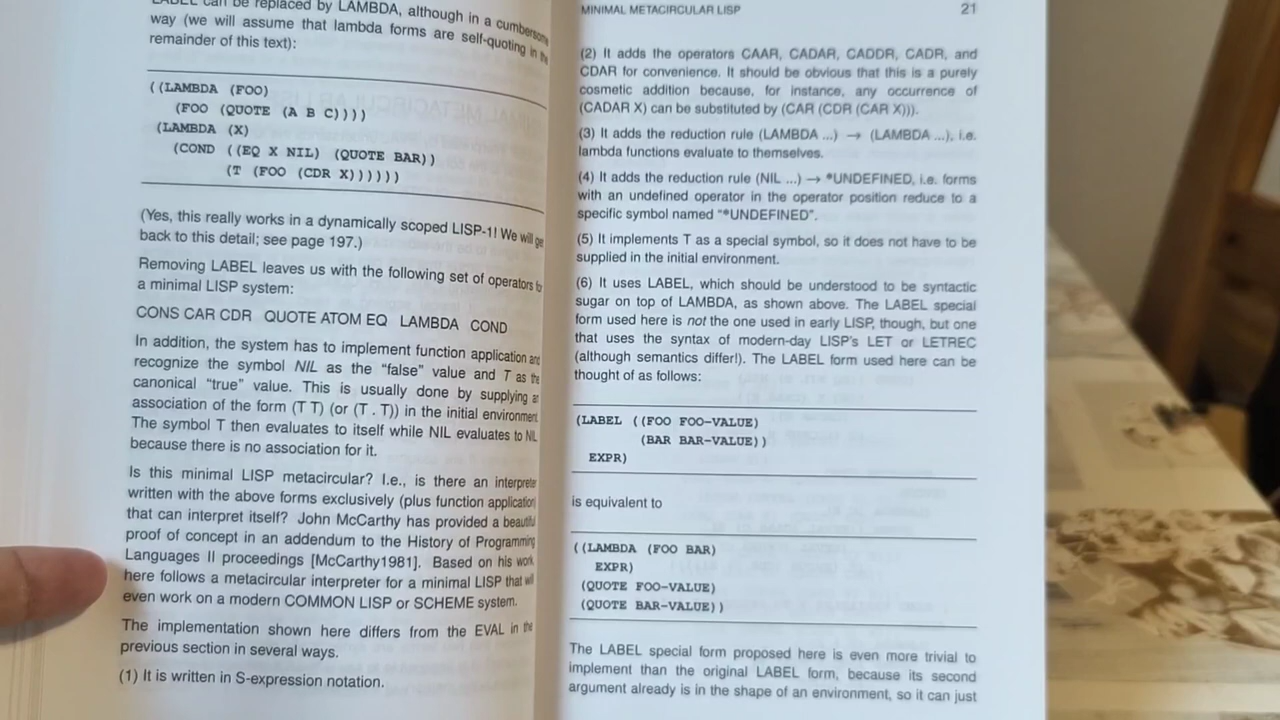 LABEL can be replaced by LAMBDA, although in a cumbersome
way (we will assume that lambda forms are self-quoting in the
remainder of this text):
((LAMBDA (FOO)
(FOO (QUOTE (A B C))))
(LAMBDA (X)
(COND ((EQ X NIL) (QUOTE BAR))
(T (FOO (CDR X))))))
(Yes, this really works in a dynamically scoped LISP-1! We will get
back to this detail; see page 197.)
Removing LABEL leaves us with the following set of operators for
a minimal LISP system:
CONS CAR CDR QUOTE ATOM EQ LAMBDA COND
In addition, the system has to implement function application and
recognize the symbol NIL as the "false" value and T as the
canonical "true" value. This is usually done by supplying an
association of the form (T T) (or (T . T)) in the initial environment.
The symbol T then evaluates to itself while NIL evaluates to NIL
because there is no association for it.
Is this minimal LISP metacircular? I.e., is there an interpreter
written with the above forms exclusively (plus function application)
that can interpret itself? John McCarthy has provided a beautiful
proof of concept in an addendum to the History of Programming
Languages II proceedings [McCarthy1981]. Based on his work,
here follows a metacircular interpreter for a minimal LISP that will
even work on a modern COMMON LISP or SCHEME system.
The implementation shown here differs from the EVAL in the
previous section in several ways.
(1) It is written in S-expression notation.
MINIMAL METACIRCULAR LISP 21
(2) It adds the operators CAAR, CADAR, CADDR, CADR, and
CDAR for convenience. It should be obvious that this is a purely
cosmetic addition because, for instance, any occurrence of
(CADAR X) can be substituted by (CAR (CDR (CAR X))).
(3) It adds the reduction rule (LAMBDA ...) → (LAMBDA ...), i.e.
lambda functions evaluate to themselves.
(4) It adds the reduction rule (NIL ...) → *UNDEFINED, i.e. forms
with an undefined operator in the operator position reduce to a
specific symbol named "*UNDEFINED".
(5) It implements T as a special symbol, so it does not have to be
supplied in the initial environment.
(6) It uses LABEL, which should be understood to be syntactic
sugar on top of LAMBDA, as shown above. The LABEL special
form used here is not the one used in early LISP, though, but one
that uses the syntax of modern-day LISP's LET or LETREC
(although semantics differ!). The LABEL form used here can be
thought of as follows:
(LABEL ((FOO FOO-VALUE)
(BAR BAR-VALUE))
EXPR)
is equivalent to
((LAMBDA (FOO BAR)
EXPR)
(QUOTE FOO-VALUE)
(QUOTE BAR-VALUE))
The LABEL special form proposed here is even more trivial to
implement than the original LABEL form, because its second
argument already is in the shape of an environment, so it can just